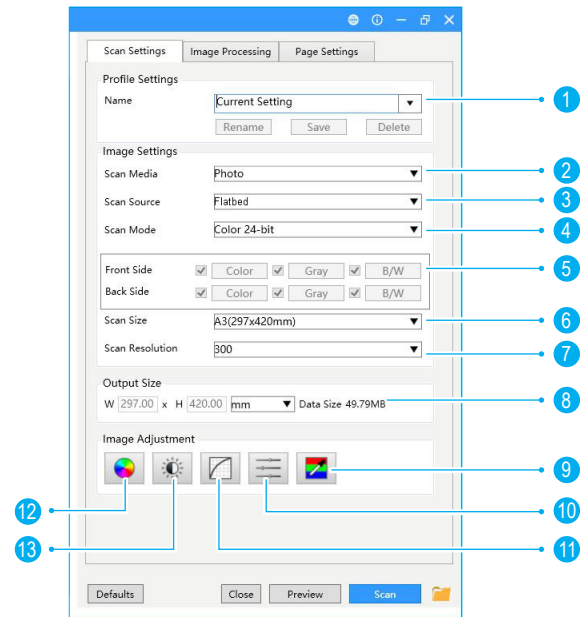 Scan Settings Image Processing Page Settings
Profile Settings
Name Current Setting 1
Rename Save Delete
Image Settings
Scan Media Photo 2
Scan Source Flatbed 3
Scan Mode Color 24-bit 4
Front Side Color Gray B/W 5
Back Side Color Gray B/W
Scan Size A3(297x420mm) 6
Scan Resolution 300 7
Output Size
W 297.00 x H 420.00 mm Data Size 49.79MB 8
Image Adjustment
9
12 10
13 11
Defaults Close Preview Scan